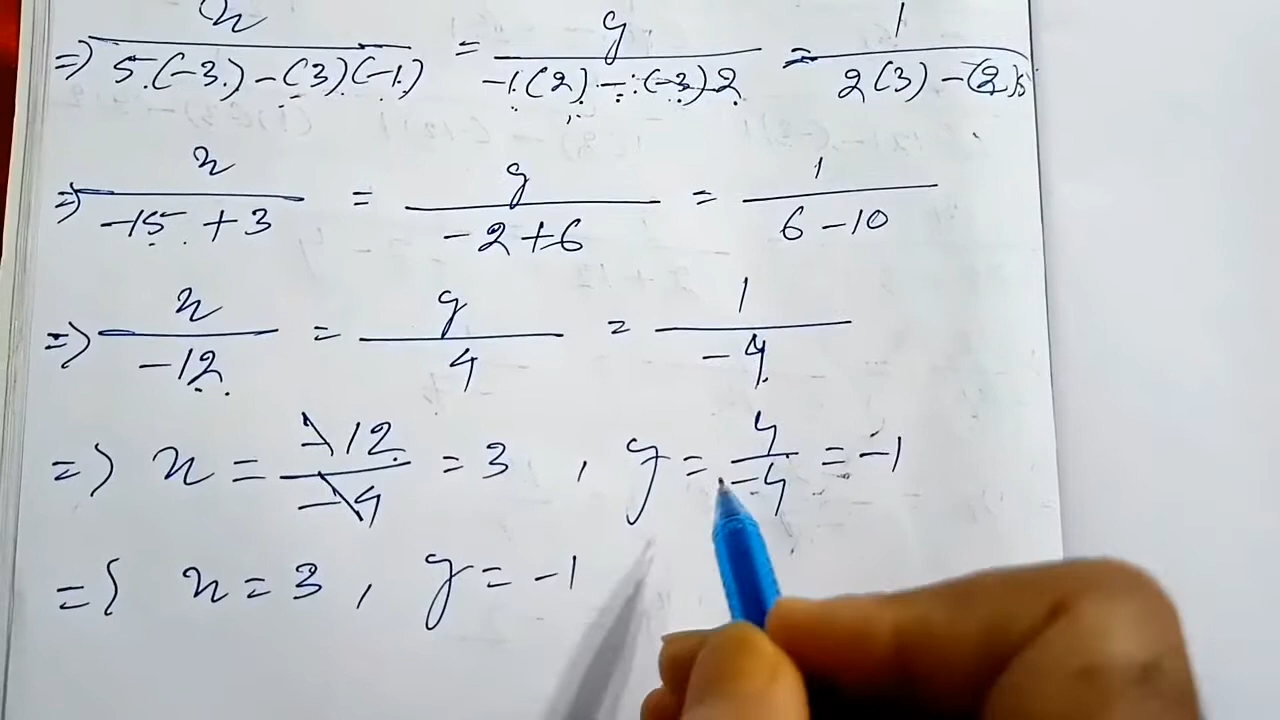 => x/(5.(-3) - (3)(-1)) = y/(-1.(2) - (-3)2) = 1/(2(3) - (2)5)
=> x/(-15 + 3) = y/(-2+6) = 1/(6-10)
=> x/-12 = y/4 = 1/-4
=> x = -12/-4 = 3 , y = 4/-4 = -1
=> x = 3 , y = -1